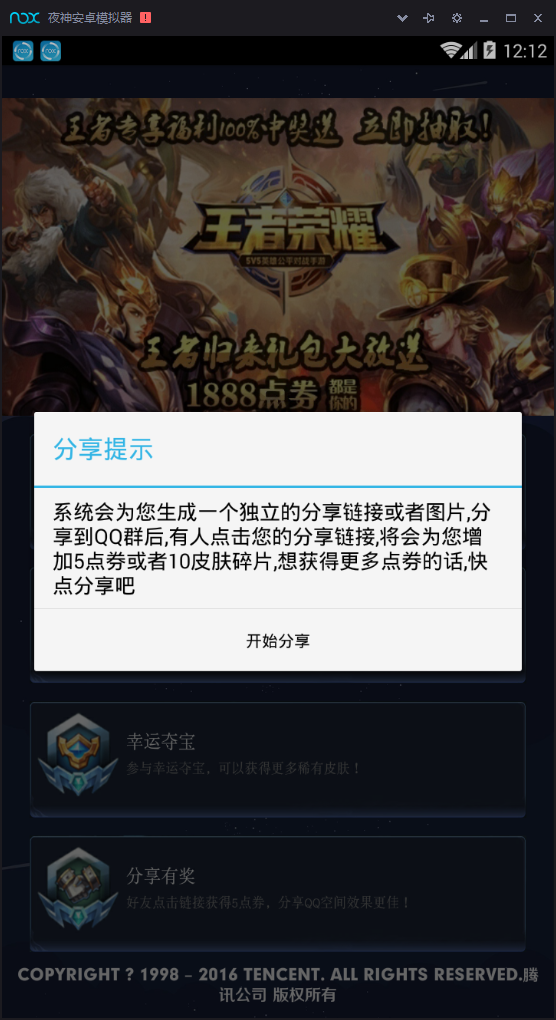 nox 夜神安卓模拟器
12:12
王者专享福利100%中奖送 立即抽取!
王者荣耀
5V5英雄公平对战手游
王者归来礼包大放送
1888点券 都是你的
分享提示
系统会为您生成一个独立的分享链接或者图片,分
享到QQ群后,有人点击您的分享链接,将会为您增
加5点券或者10皮肤碎片,想获得更多点券的话,快
点分享吧
开始分享
幸运夺宝
参与幸运夺宝，可以获得更多稀有皮肤！
分享有奖
好友点击链接获得5点券，分享QQ空间效果更佳！
COPYRIGHT ? 1998 – 2016 TENCENT. ALL RIGHTS RESERVED.腾
讯公司 版权所有